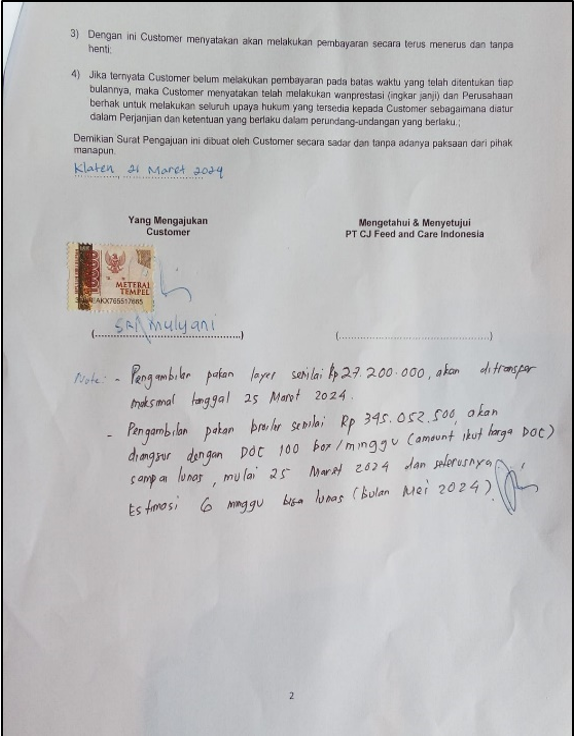 3) Dengan ini Customer menyatakan akan melakukan pembayaran secara terus menerus dan tanpa
henti;
4) Jika ternyata Customer belum melakukan pembayaran pada batas waktu yang telah ditentukan tiap
bulannya, maka Customer menyatakan telah melakukan wanprestasi (ingkar janji) dan Perusahaan
berhak untuk melakukan seluruh upaya hukum yang tersedia kepada Customer sebagaimana diatur
dalam Perjanjian dan ketentuan yang berlaku dalam perundang-undangan yang berlaku.;
Demikian Surat Pengajuan ini dibuat oleh Customer secara sadar dan tanpa adanya paksaan dari pihak
manapun.
Klaten, 21 Maret 2024
Yang Mengajukan
Customer
Mengetahui & Menyetujui
PT CJ Feed and Care Indonesia
10000
METERAI
TEMPEL
AKX765517665
(Sri Mulyani)
(........................................................)
Note: - Pengambilan pakan layer senilai Rp 27.200.000, akan ditransfer
maksimal tanggal 25 Maret 2024.
- Pengambilan pakan broiler senilai Rp 395.052.500, akan
diangsur dengan DOC 100 box/minggu (amount ikut harga DOC)
sampai lunas, mulai 25 Maret 2024 dan seterusnya.
Estimasi 6 minggu bisa lunas (bulan Mei 2024).
2